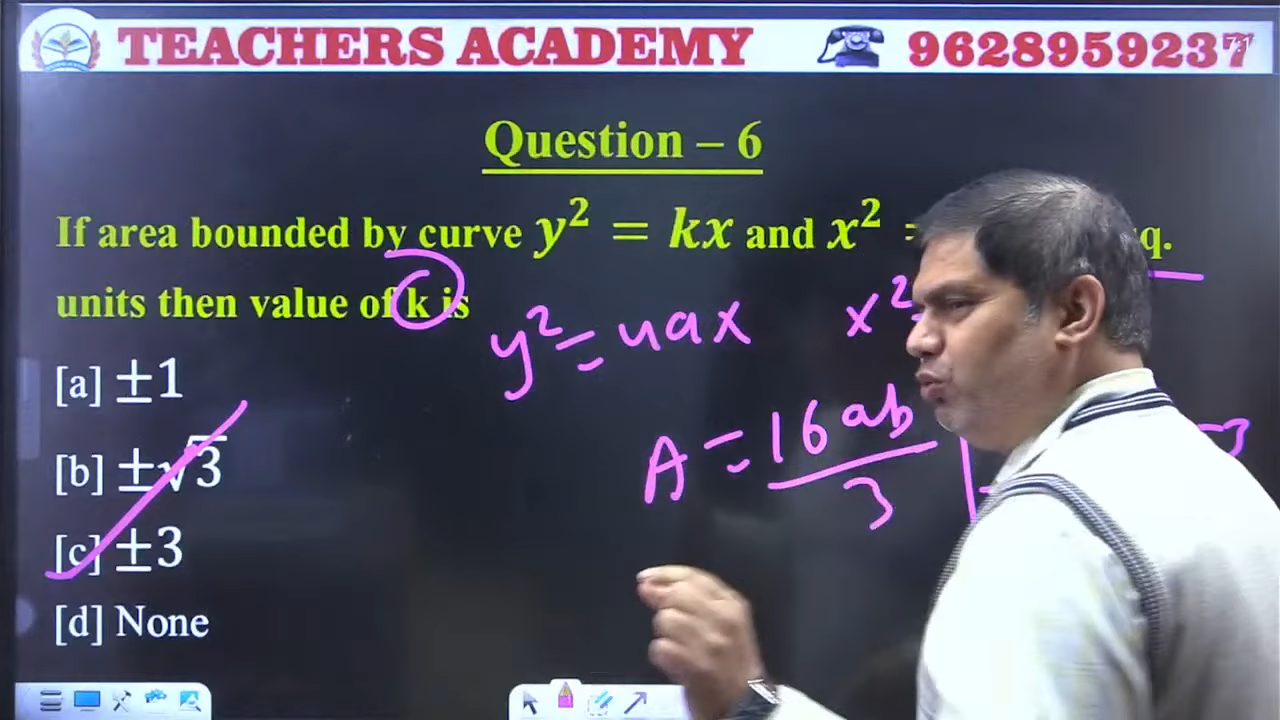 TEACHERS ACADEMY 9628959237
Question – 6
If area bounded by curve y² = kx and x² = q.
units then value of k is
y² = 4ax x²
[a] ±1
A = 16ab / 3
[b] ±√3
[c] ±3
[d] None